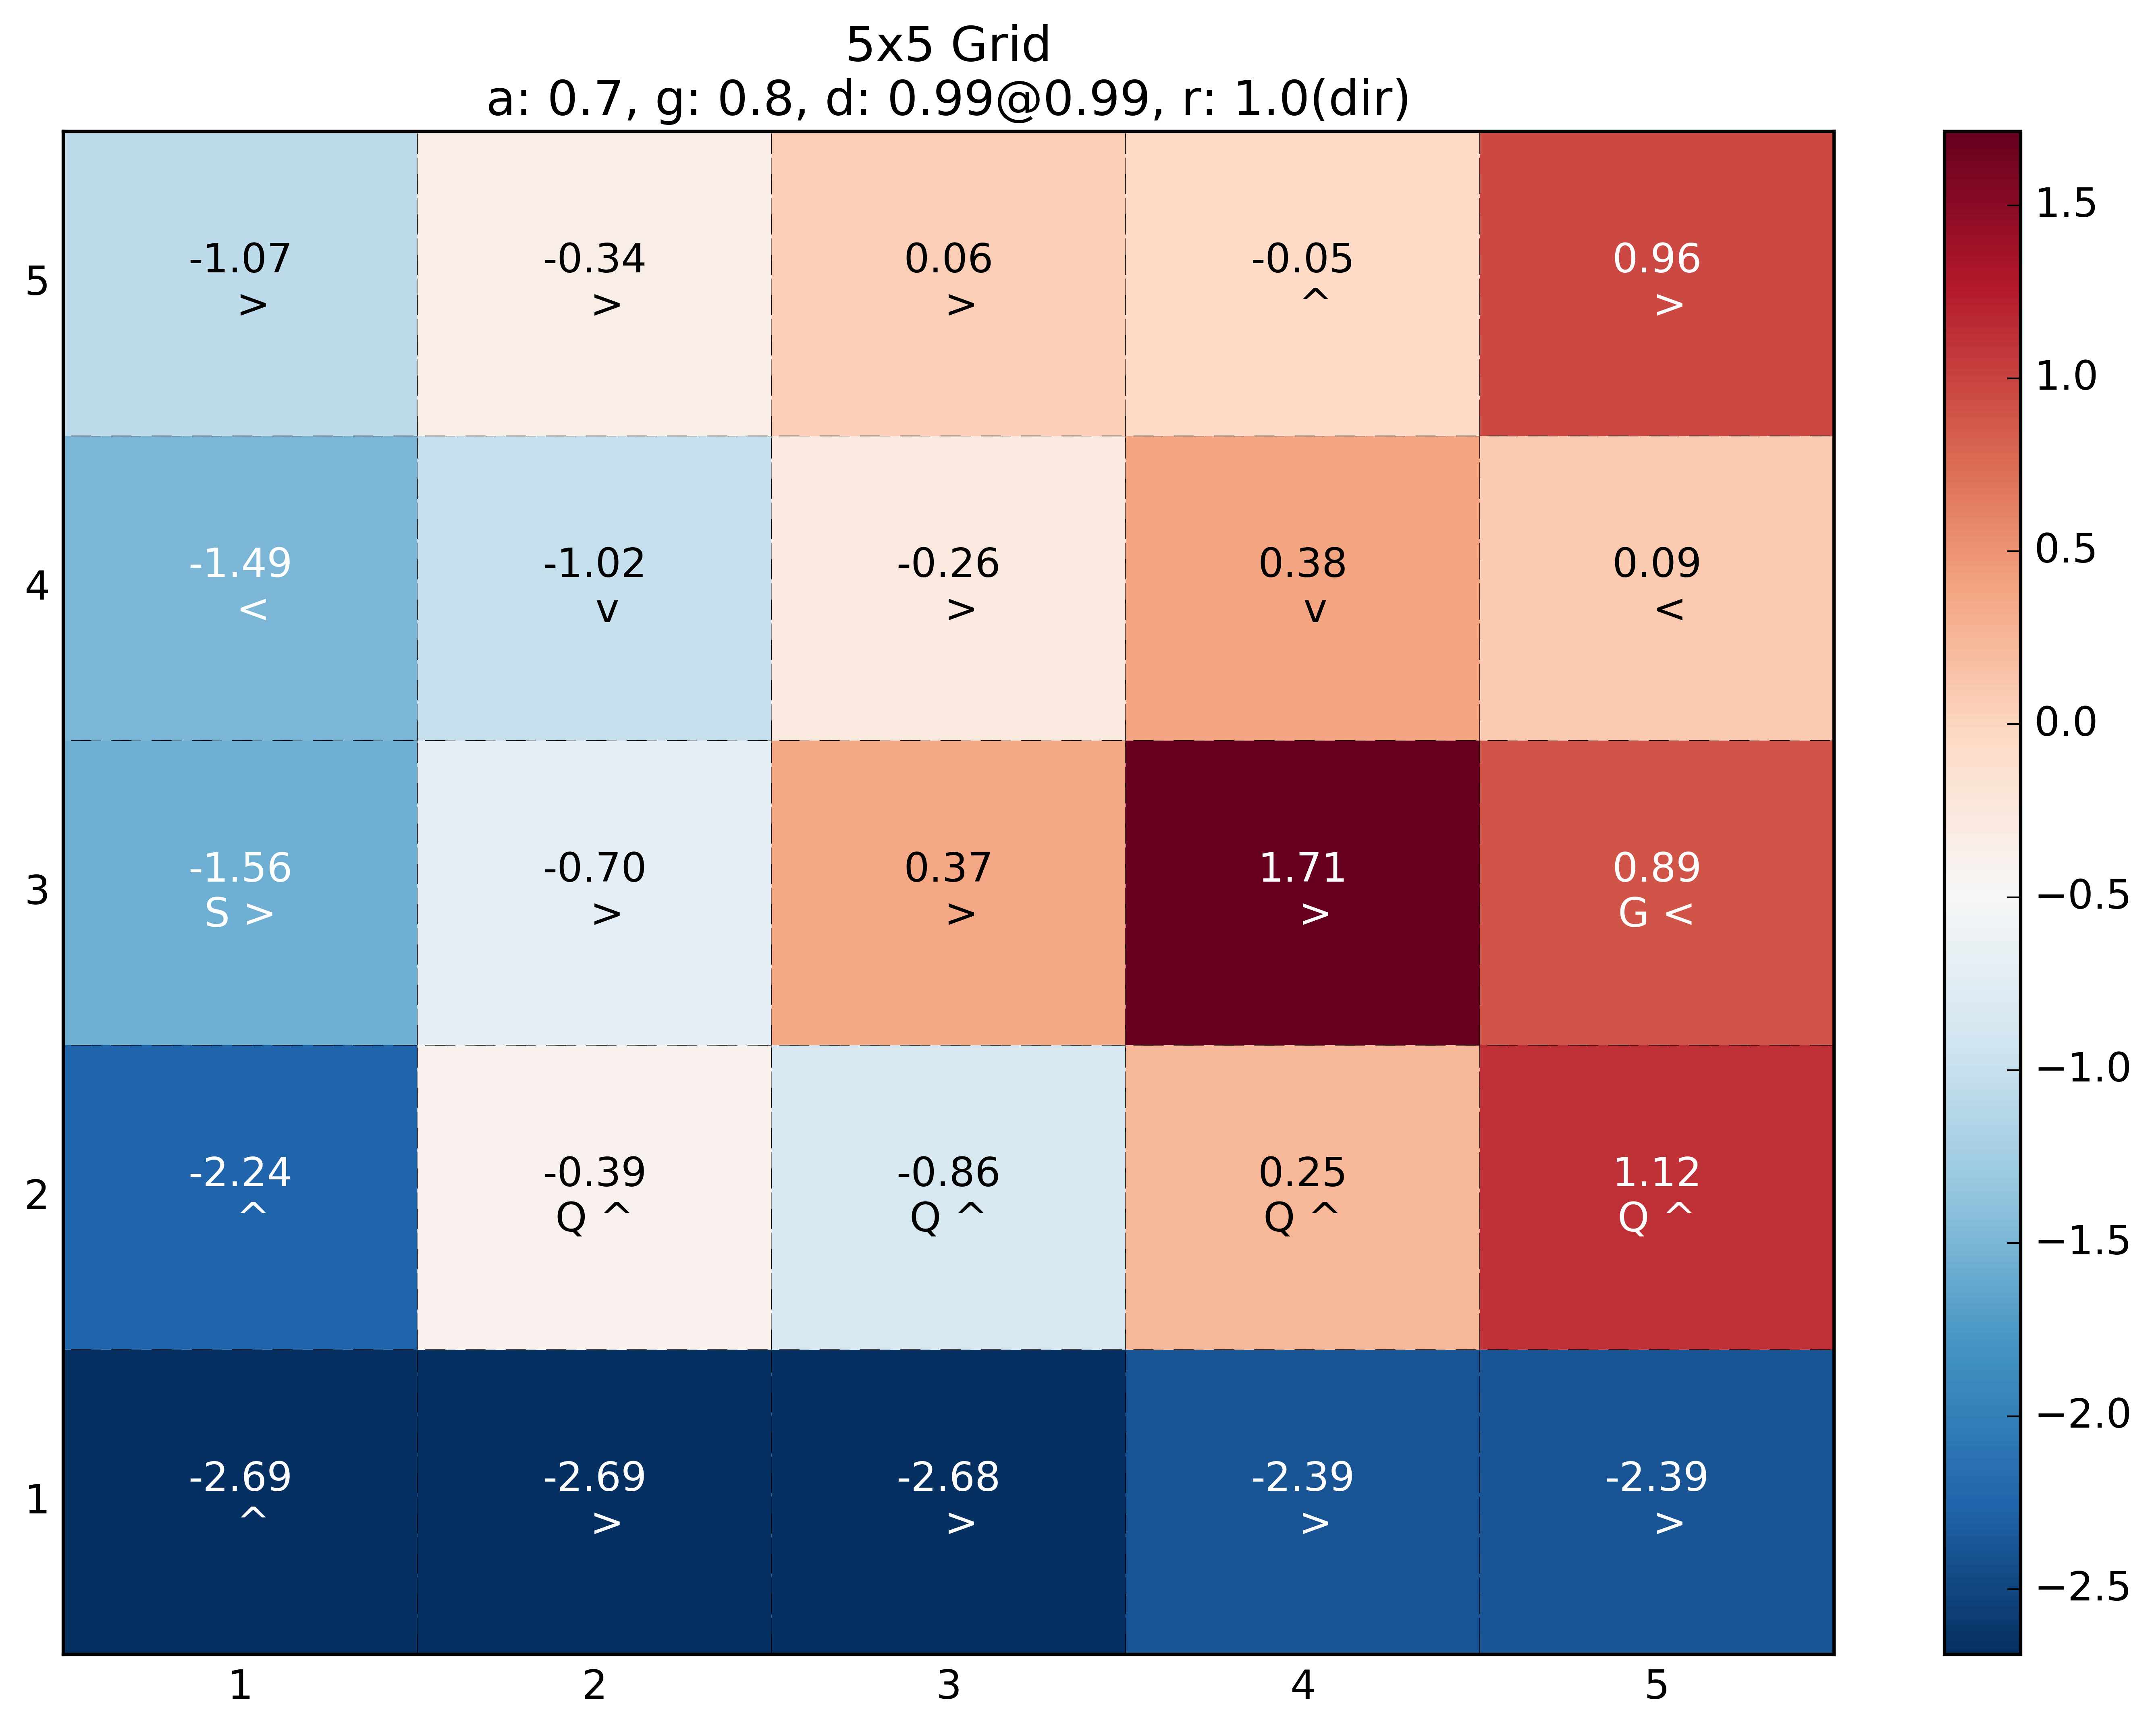 5x5 Grid
a: 0.7, g: 0.8, d: 0.99@0.99, r: 1.0(dir)
5
-1.07 -0.34 0.06 -0.05 0.96
> > > ^ >
4
-1.49 -1.02 -0.26 0.38 0.09
< v > v <
3
-1.56 -0.70 0.37 1.71 0.89
S > > > > G <
2
-2.24 -0.39 -0.86 0.25 1.12
^ Q ^ Q ^ Q ^ Q ^
1
-2.69 -2.69 -2.68 -2.39 -2.39
^ > > > >
1 2 3 4 5
1.5
1.0
0.5
0.0
−0.5
−1.0
−1.5
−2.0
−2.5